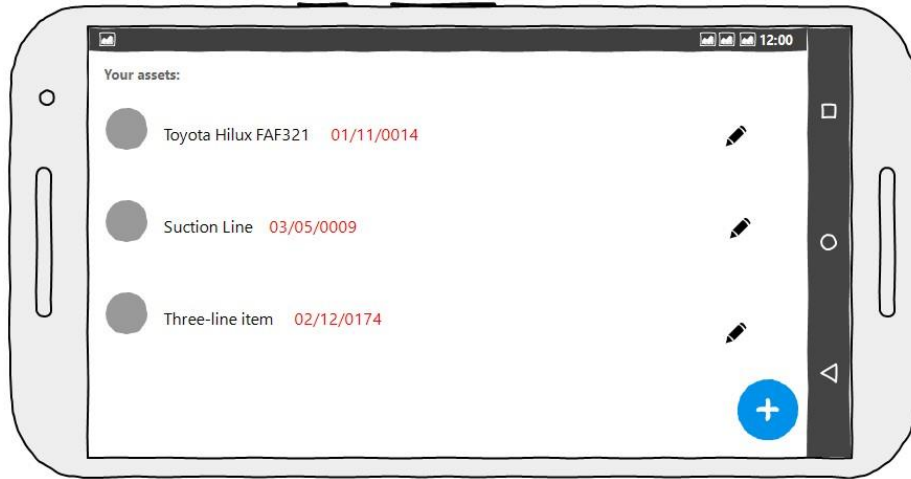 12:00
Your assets:
Toyota Hilux FAF321 01/11/0014
Suction Line 03/05/0009
Three-line item 02/12/0174